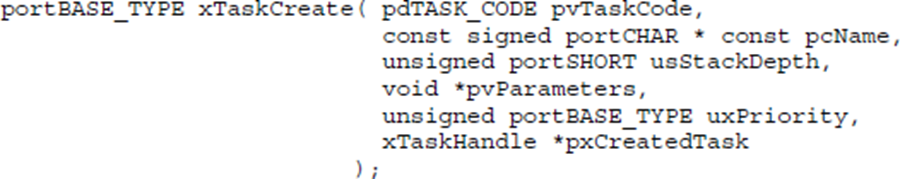 portBASE_TYPE xTaskCreate( pdTASK_CODE pvTaskCode,
const signed portCHAR * const pcName,
unsigned portSHORT usStackDepth,
void *pvParameters,
unsigned portBASE_TYPE uxPriority,
xTaskHandle *pxCreatedTask
);